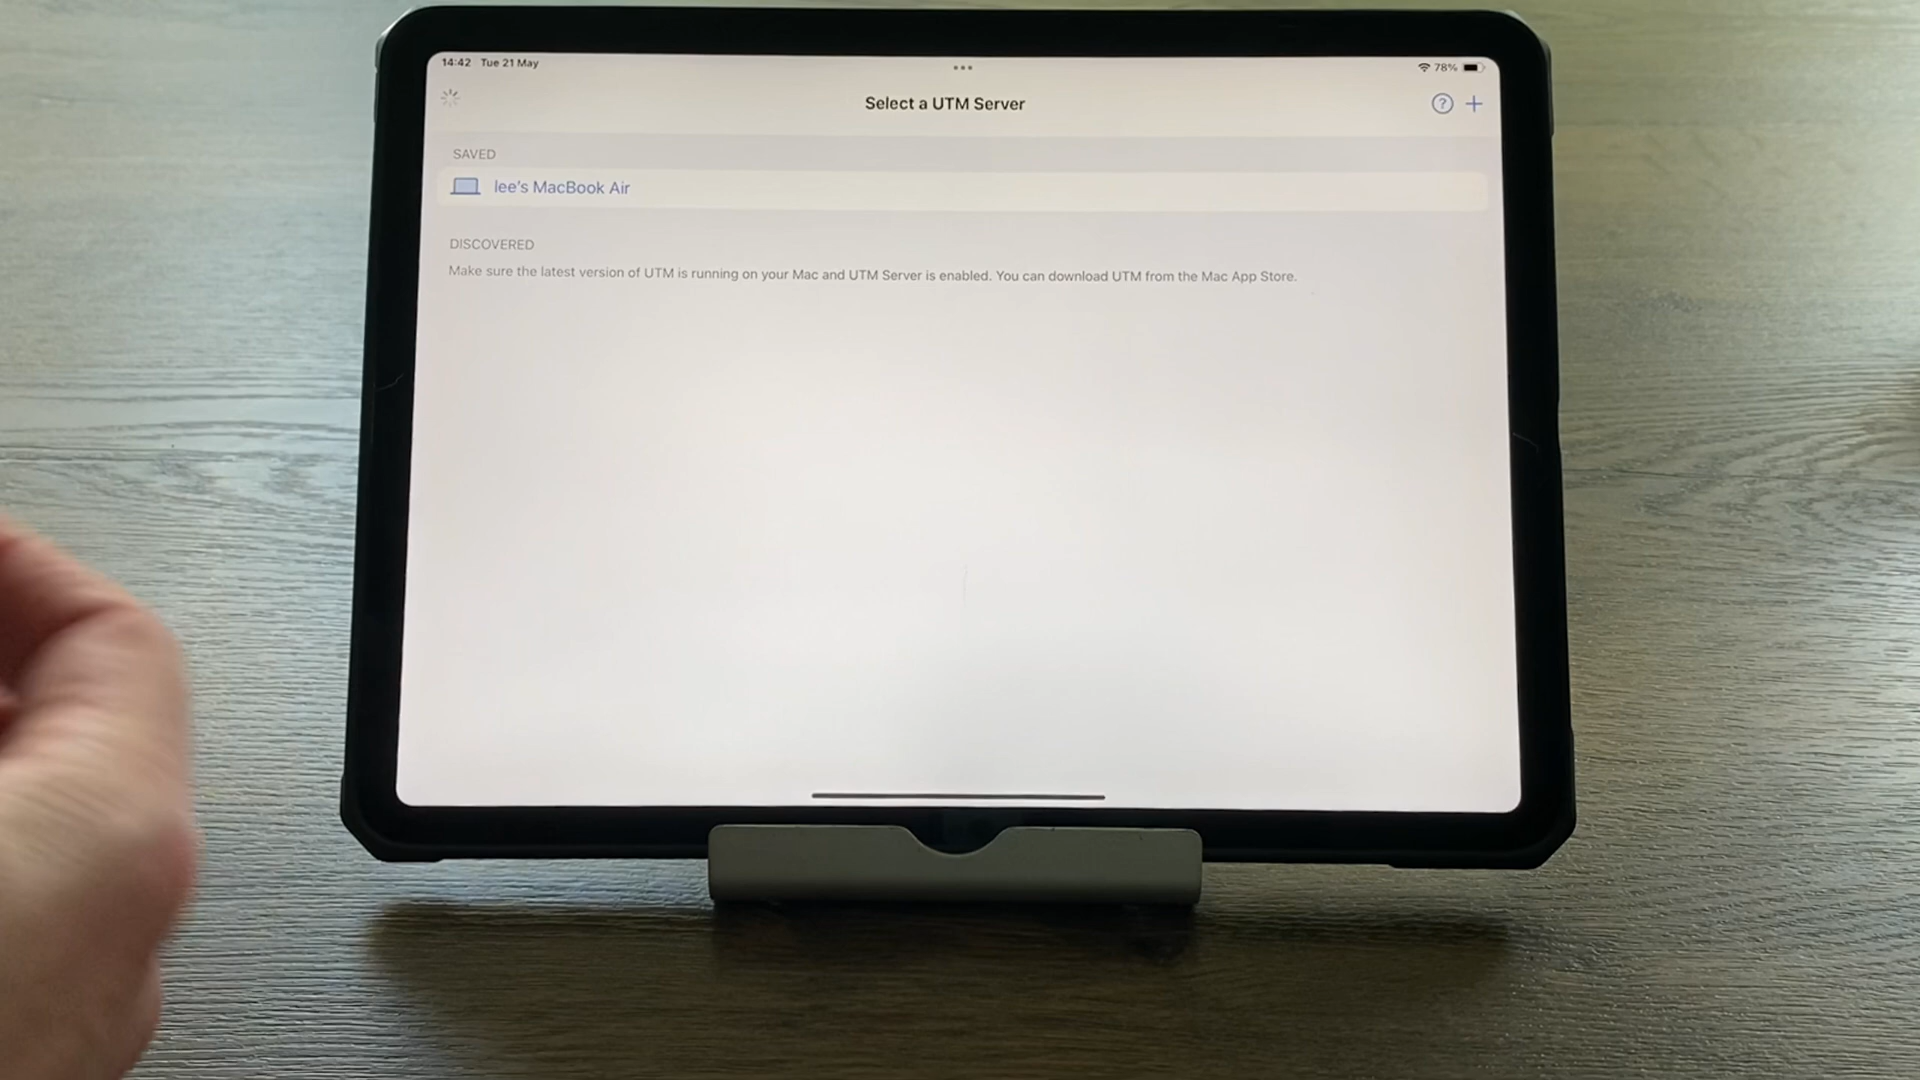 14:42 Tue 21 May
78%
Select a UTM Server
?
SAVED
lee's MacBook Air
DISCOVERED
Make sure the latest version of UTM is running on your Mac and UTM Server is enabled. You can download UTM from the Mac App Store.